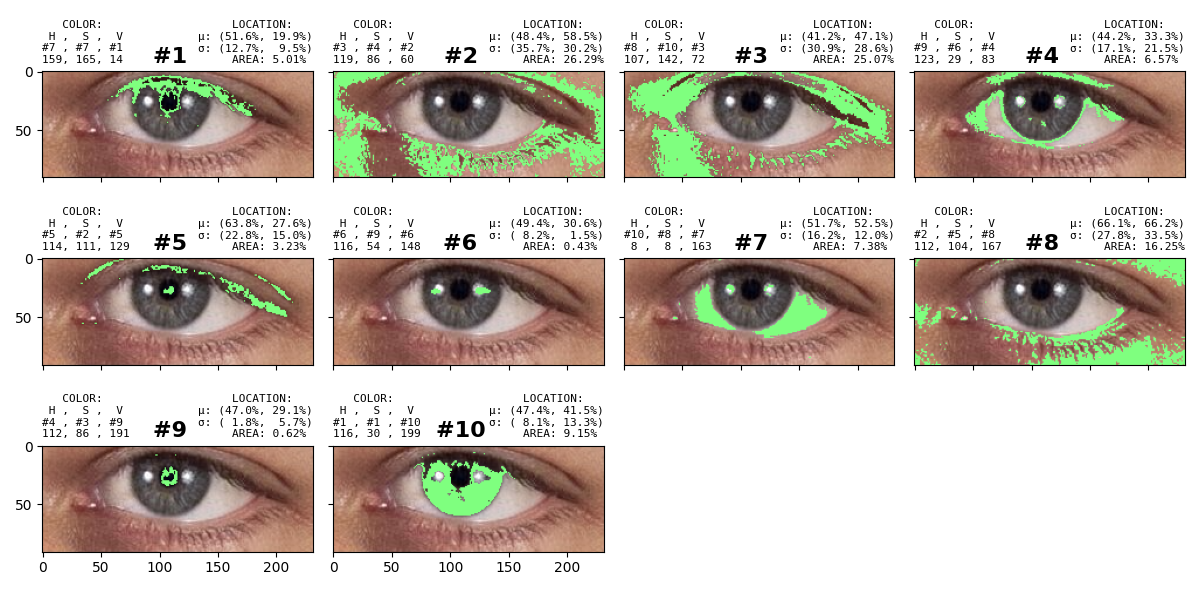 COLOR: LOCATION:
H , S , V μ: (51.6%, 19.9%)
#7 , #7 , #1 #1 σ: (12.7%, 9.5%)
159, 165, 14 AREA: 5.01%
COLOR: LOCATION:
H , S , V μ: (48.4%, 58.5%)
#3 , #4 , #2 #2 σ: (35.7%, 30.2%)
119, 86 , 60 AREA: 26.29%
COLOR: LOCATION:
H , S , V μ: (41.2%, 47.1%)
#8 , #10, #3 #3 σ: (30.9%, 28.6%)
107, 142, 72 AREA: 25.07%
COLOR: LOCATION:
H , S , V μ: (44.2%, 33.3%)
#9 , #6 , #4 #4 σ: (17.1%, 21.5%)
123, 29 , 83 AREA: 6.57%
0
50
COLOR: LOCATION:
H , S , V μ: (63.8%, 27.6%)
#5 , #2 , #5 #5 σ: (22.8%, 15.0%)
114, 111, 129 AREA: 3.23%
COLOR: LOCATION:
H , S , V μ: (49.4%, 30.6%)
#6 , #9 , #6 #6 σ: ( 8.2%, 1.5%)
116, 54 , 148 AREA: 0.43%
COLOR: LOCATION:
H , S , V μ: (51.7%, 52.5%)
#10, #8 , #7 #7 σ: (16.2%, 12.0%)
8 , 8 , 163 AREA: 7.38%
COLOR: LOCATION:
H , S , V μ: (66.1%, 66.2%)
#2 , #5 , #8 #8 σ: (27.8%, 33.5%)
112, 104, 167 AREA: 16.25%
0
50
COLOR: LOCATION:
H , S , V μ: (47.0%, 29.1%)
#4 , #3 , #9 #9 σ: ( 1.8%, 5.7%)
112, 86 , 191 AREA: 0.62%
COLOR: LOCATION:
H , S , V μ: (47.4%, 41.5%)
#1 , #1 , #10 #10 σ: ( 8.1%, 13.3%)
116, 30 , 199 AREA: 9.15%
0
50
0 50 100 150 200
0 50 100 150 200